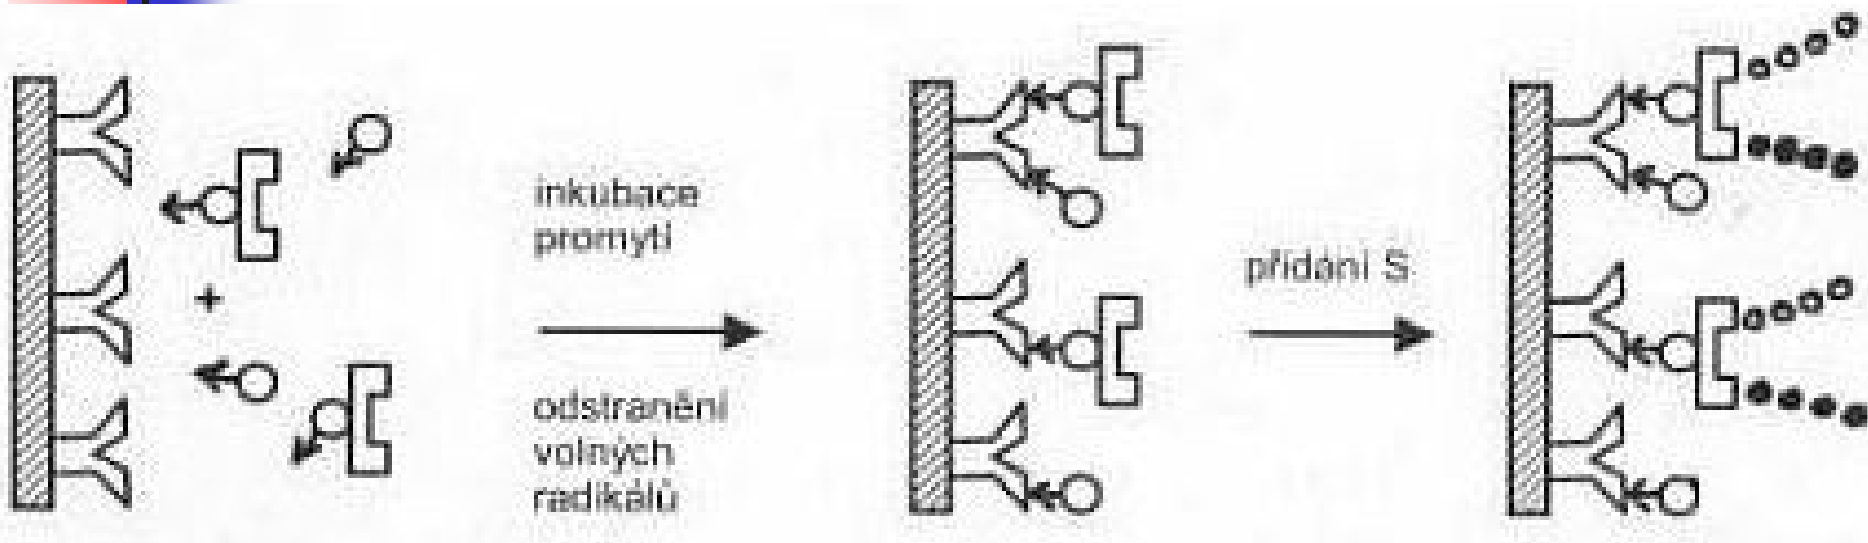 +
inkubace
promytí
odstranění
volných
radikálů
přidání S